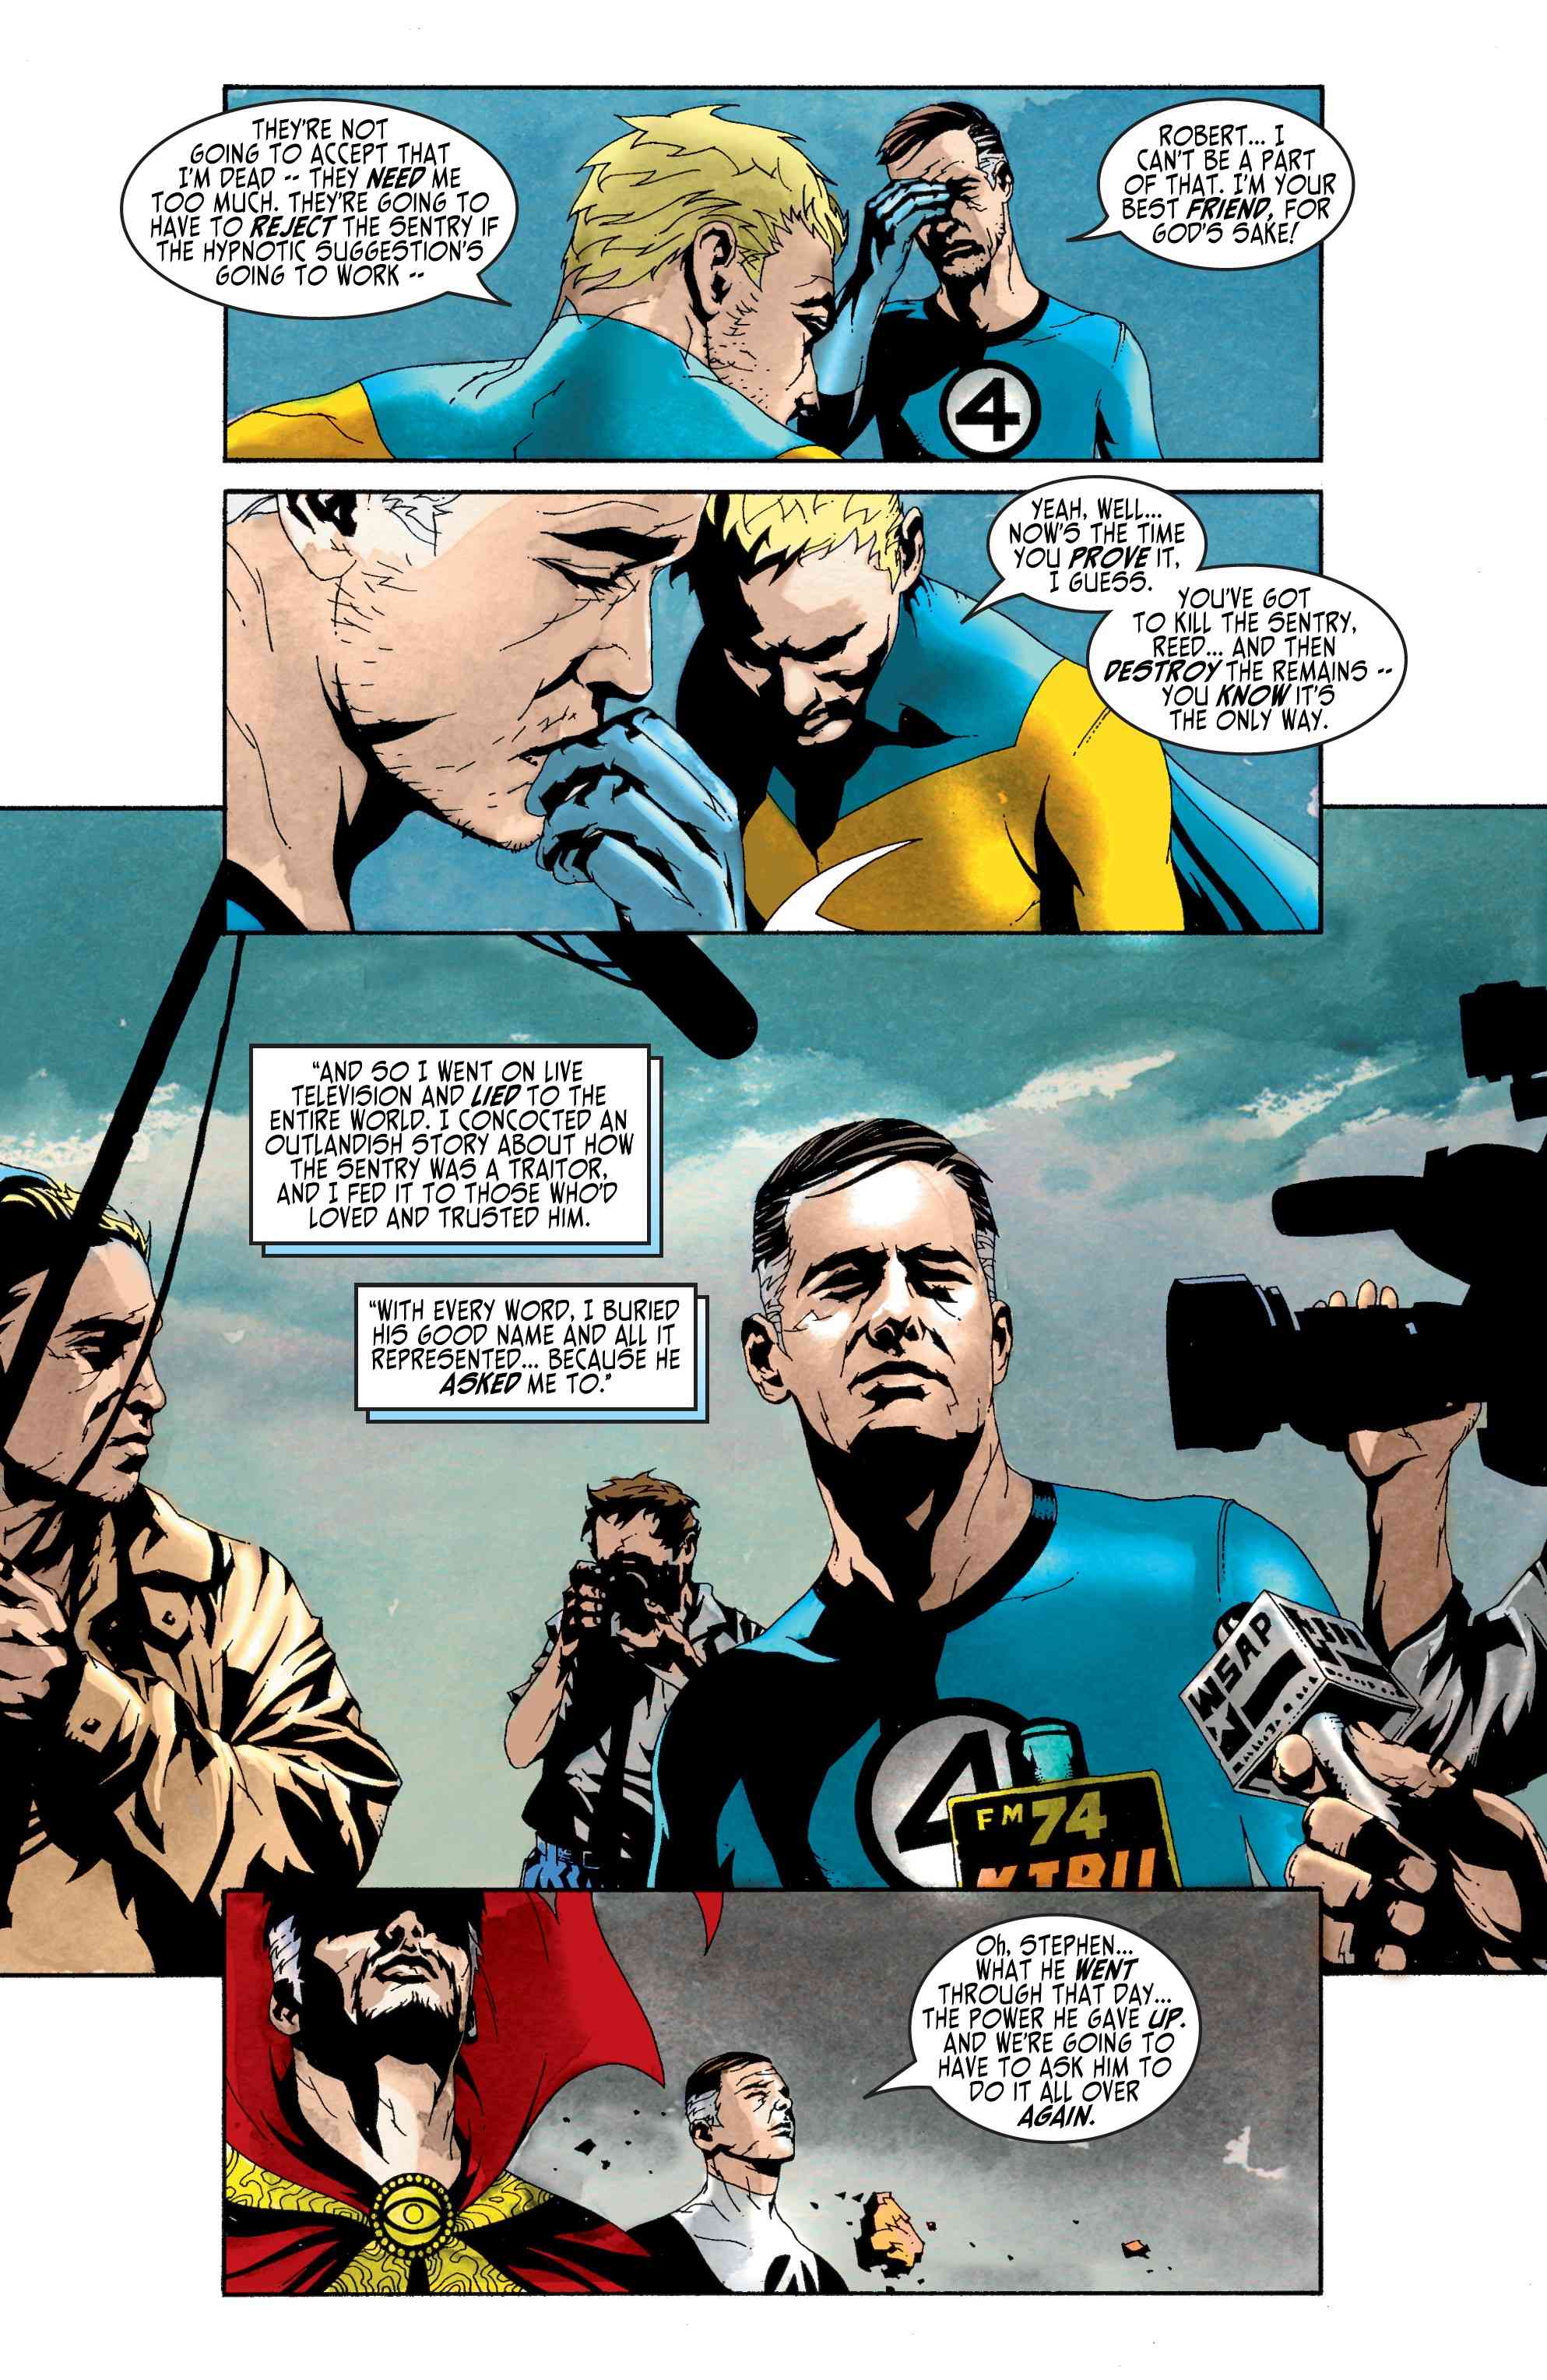 THEY'RE NOT
GOING TO ACCEPT THAT
I'M DEAD -- THEY NEED ME
TOO MUCH. THEY'RE GOING TO
HAVE TO REJECT THE SENTRY IF
THE HYPNOTIC SUGGESTION'S
GOING TO WORK --
ROBERT... I
CAN'T BE A PART
OF THAT. I'M YOUR
BEST FRIEND, FOR
GOD'S SAKE!
4
YEAH, WELL...
NOW'S THE TIME
YOU PROVE IT,
I GUESS.
YOU'VE GOT
TO KILL THE SENTRY,
REED... AND THEN
DESTROY THE REMAINS --
YOU KNOW IT'S
THE ONLY WAY.
"AND SO I WENT ON LIVE
TELEVISION AND LIED TO THE
ENTIRE WORLD. I CONCOCTED AN
OUTLANDISH STORY ABOUT HOW
THE SENTRY WAS A TRAITOR,
AND I FED IT TO THOSE WHO'D
LOVED AND TRUSTED HIM.
"WITH EVERY WORD, I BURIED
HIS GOOD NAME AND ALL IT
REPRESENTED... BECAUSE HE
ASKED ME TO."
WSAP
4
FM 74
Oh, STEPHEN...
WHAT HE WENT
THROUGH THAT DAY...
THE POWER HE GAVE UP.
AND WE'RE GOING TO
HAVE TO ASK HIM TO
DO IT ALL OVER
AGAIN.
4